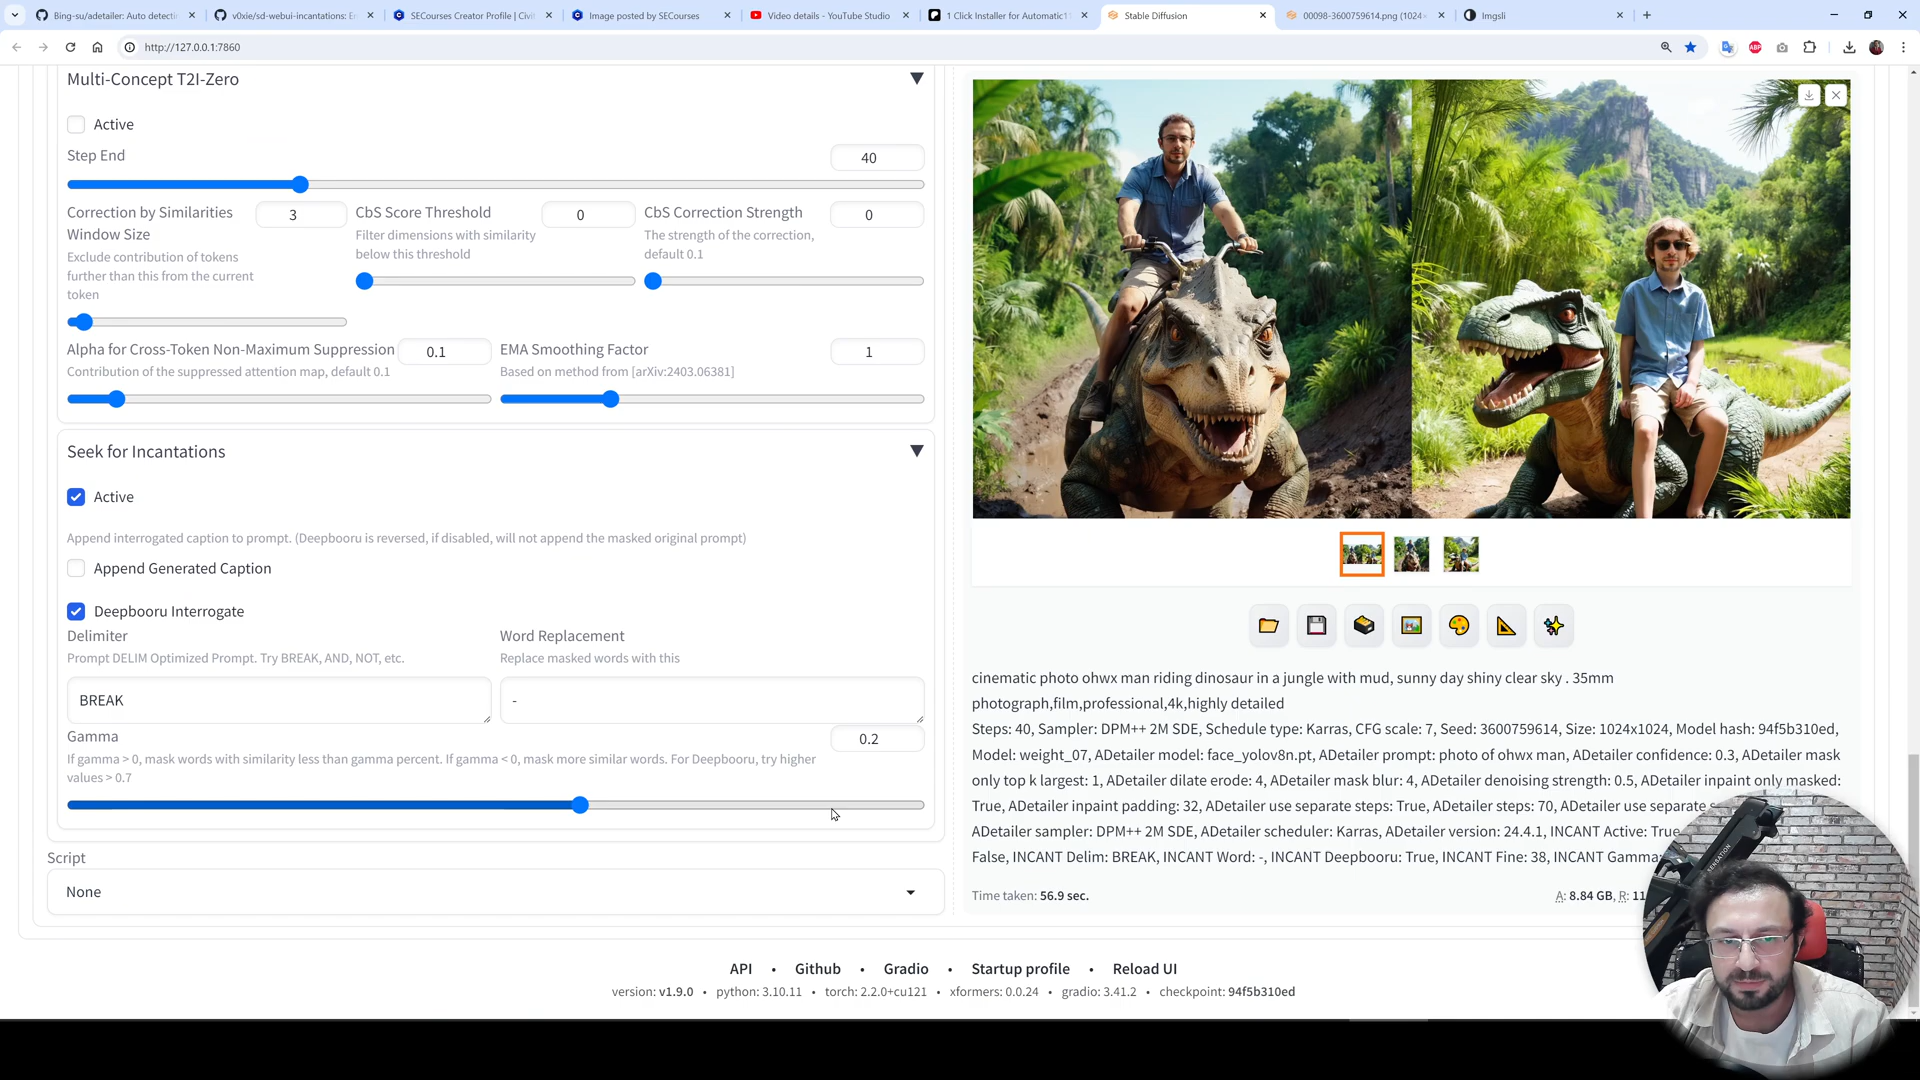 Bing-su/adetailer: Auto detecti
v0xie/sd-webui-incantations: En
SECourses Creator Profile | Civi
Image posted by SECourses
Video details - YouTube Studio
1 Click Installer for Automatic1
Stable Diffusion
00098-3600759614.png (1024×
Imgsli
http://127.0.0.1:7860
Multi-Concept T2I-Zero
Active
Step End
40
Correction by Similarities Window Size
3
Exclude contribution of tokens further than this from the current token
CbS Score Threshold
0
Filter dimensions with similarity below this threshold
CbS Correction Strength
0
The strength of the correction, default 0.1
Alpha for Cross-Token Non-Maximum Suppression
0.1
Contribution of the suppressed attention map, default 0.1
EMA Smoothing Factor
1
Based on method from [arXiv:2403.06381]
Seek for Incantations
Active
Append interrogated caption to prompt. (Deepbooru is reversed, if disabled, will not append the masked original prompt)
Append Generated Caption
Deepbooru Interrogate
Delimiter
Prompt DELIM Optimized Prompt. Try BREAK, AND, NOT, etc.
BREAK
Word Replacement
Replace masked words with this
-
Gamma
0.2
If gamma > 0, mask words with similarity less than gamma percent. If gamma < 0, mask more similar words. For Deepbooru, try higher
values > 0.7
Script
None
cinematic photo ohwx man riding dinosaur in a jungle with mud, sunny day shiny clear sky . 35mm
photograph,film,professional,4k,highly detailed
Steps: 40, Sampler: DPM++ 2M SDE, Schedule type: Karras, CFG scale: 7, Seed: 3600759614, Size: 1024x1024, Model hash: 94f5b310ed,
Model: weight_07, ADetailer model: face_yolov8n.pt, ADetailer prompt: photo of ohwx man, ADetailer confidence: 0.3, ADetailer mask
only top k largest: 1, ADetailer dilate erode: 4, ADetailer mask blur: 4, ADetailer denoising strength: 0.5, ADetailer inpaint only masked:
True, ADetailer inpaint padding: 32, ADetailer use separate steps: True, ADetailer steps: 70, ADetailer use separate
ADetailer sampler: DPM++ 2M SDE, ADetailer scheduler: Karras, ADetailer version: 24.4.1, INCANT Active: True
False, INCANT Delim: BREAK, INCANT Word: -, INCANT Deepbooru: True, INCANT Fine: 38, INCANT Gamma:
Time taken: 56.9 sec.
A: 8.84 GB, R: 11
API • Github • Gradio • Startup profile • Reload UI
version: v1.9.0 • python: 3.10.11 • torch: 2.2.0+cu121 • xformers: 0.0.24 • gradio: 3.41.2 • checkpoint: 94f5b310ed